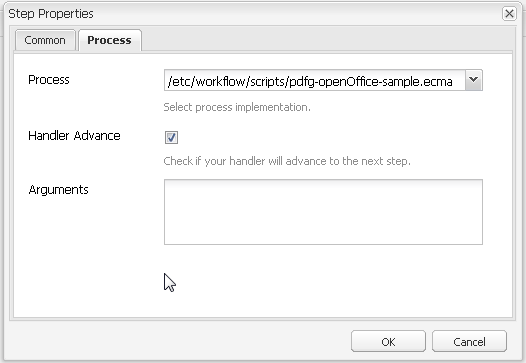 Step Properties
Common
Process
Process
/etc/workflow/scripts/pdfg-openOffice-sample.ecma
Select process implementation.
Handler Advance
Check if your handler will advance to the next step.
Arguments
OK
Cancel